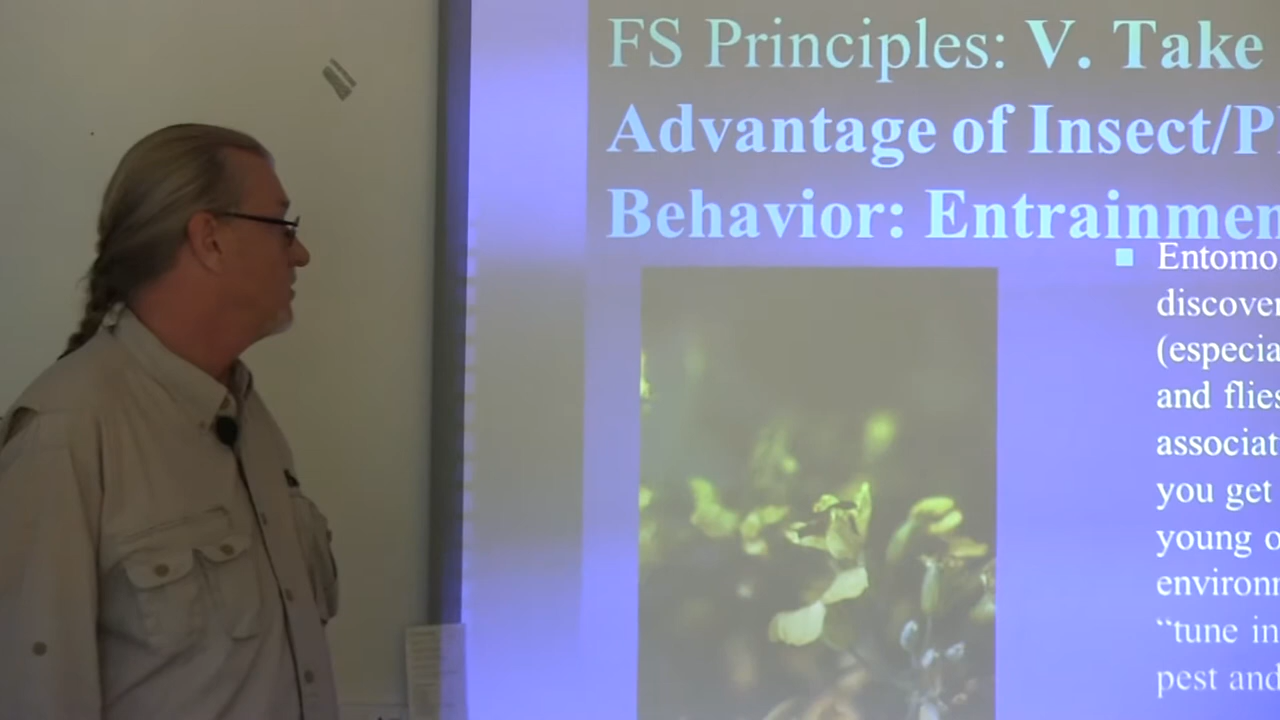 FS Principles: V. Take
Advantage of Insect/P
Behavior: Entrainmen
Entomo
discover
(especia
and flies
associat
you get
young o
environm
“tune in
pest and